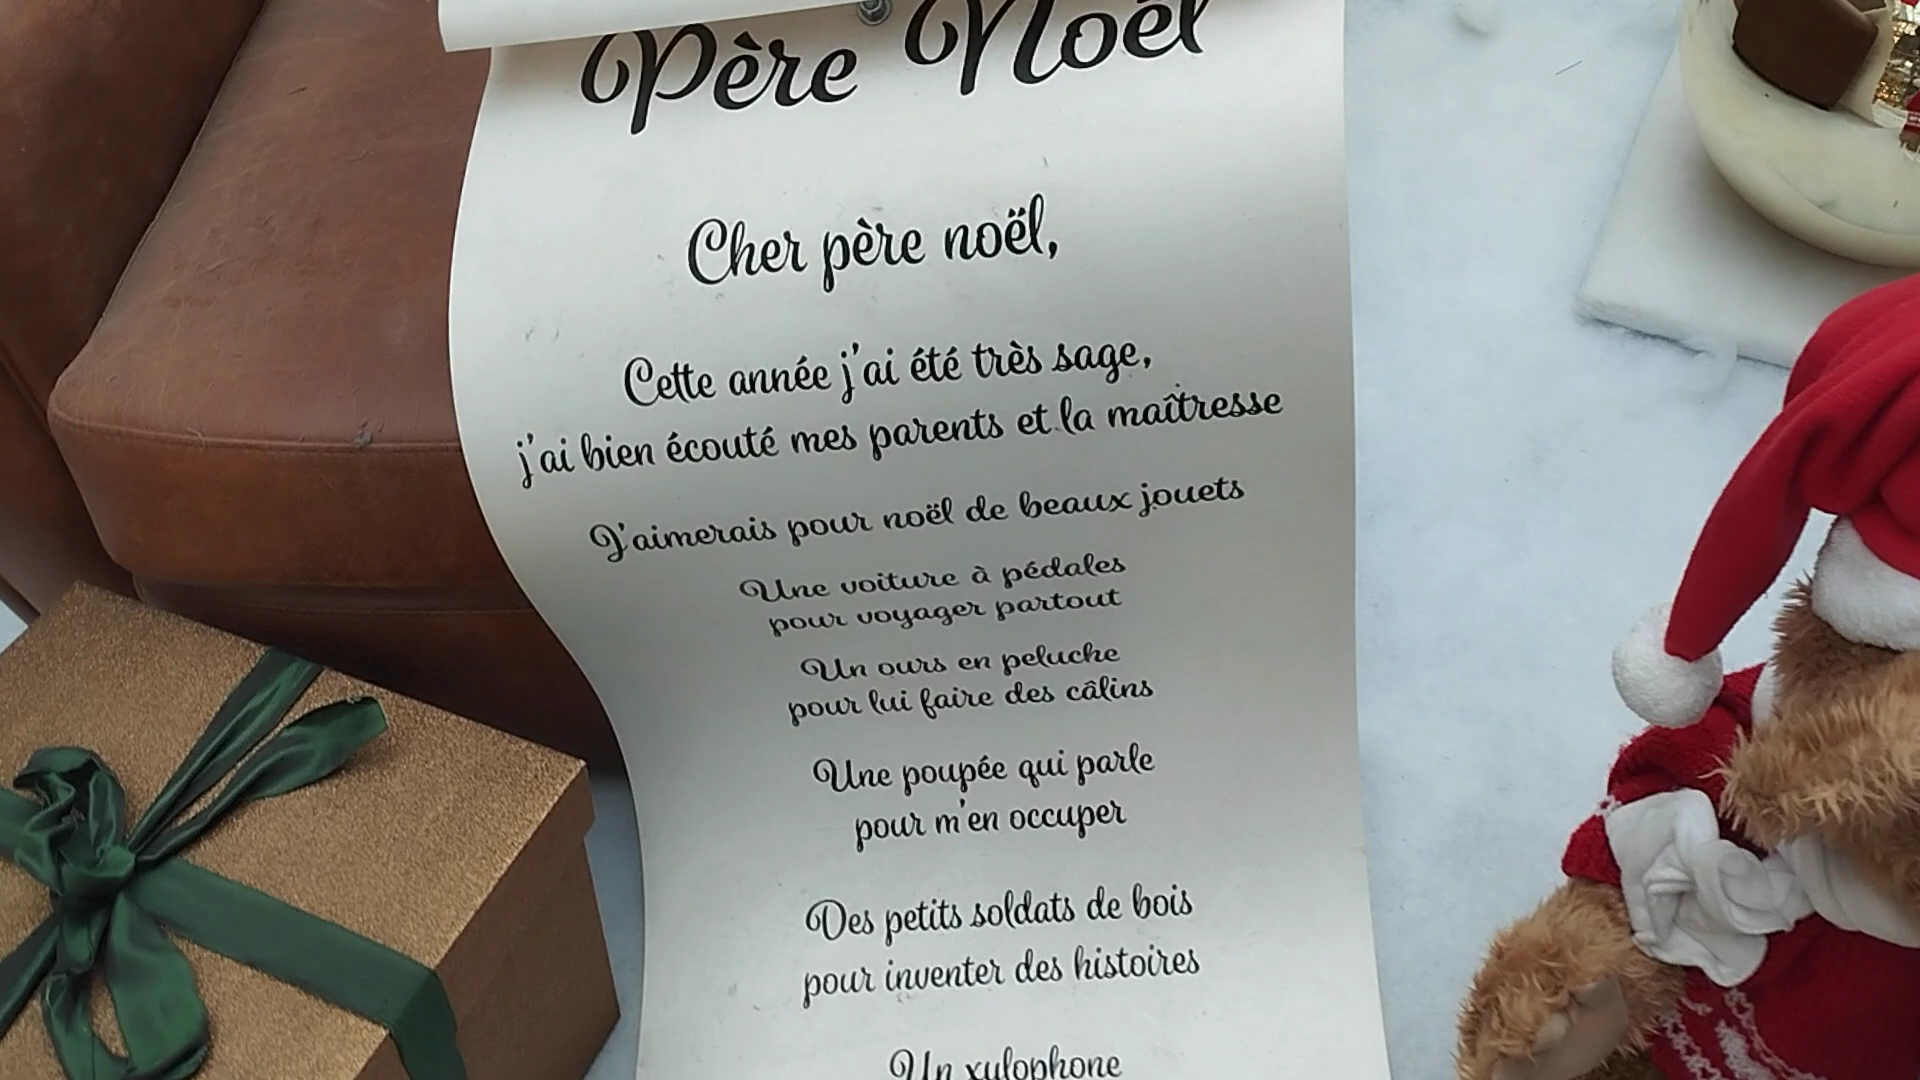 Père Noël
Cher père noël,
Cette année j'ai été très sage,
j'ai bien écouté mes parents et la maîtresse
J'aimerais pour noël de beaux jouets
Une voiture à pédales
pour voyager partout
Un ours en peluche
pour lui faire des câlins
Une poupée qui parle
pour m'en occuper
Des petits soldats de bois
pour inventer des histoires
Un xylophone